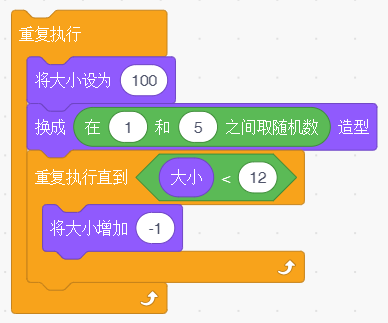 重复执行
将大小设为 100
换成 在 1 和 5 之间取随机数 造型
重复执行直到 大小 < 12
将大小增加 -1